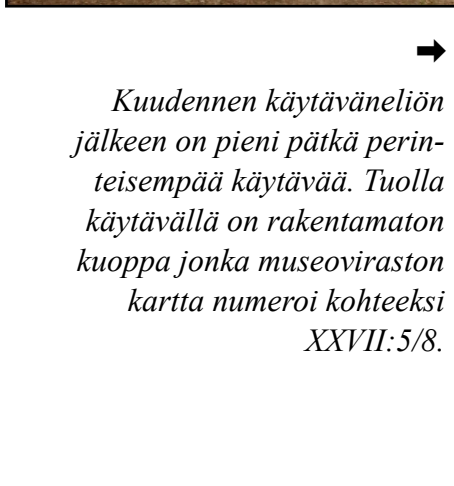 ➡
Kuudennen käytäväneliön
jälkeen on pieni pätkä perin-
teisempää käytävää. Tuolla
käytävällä on rakentamaton
kuoppa jonka museoviraston
kartta numeroi kohteeksi
XXVII:5/8.